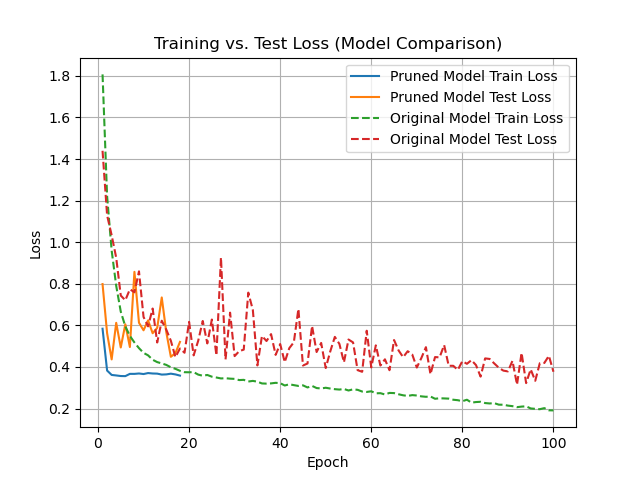 Training vs. Test Loss (Model Comparison)
Pruned Model Train Loss
Pruned Model Test Loss
Original Model Train Loss
Original Model Test Loss
Loss
1.8
1.6
1.4
1.2
1.0
0.8
0.6
0.4
0.2
0 20 40 60 80 100
Epoch